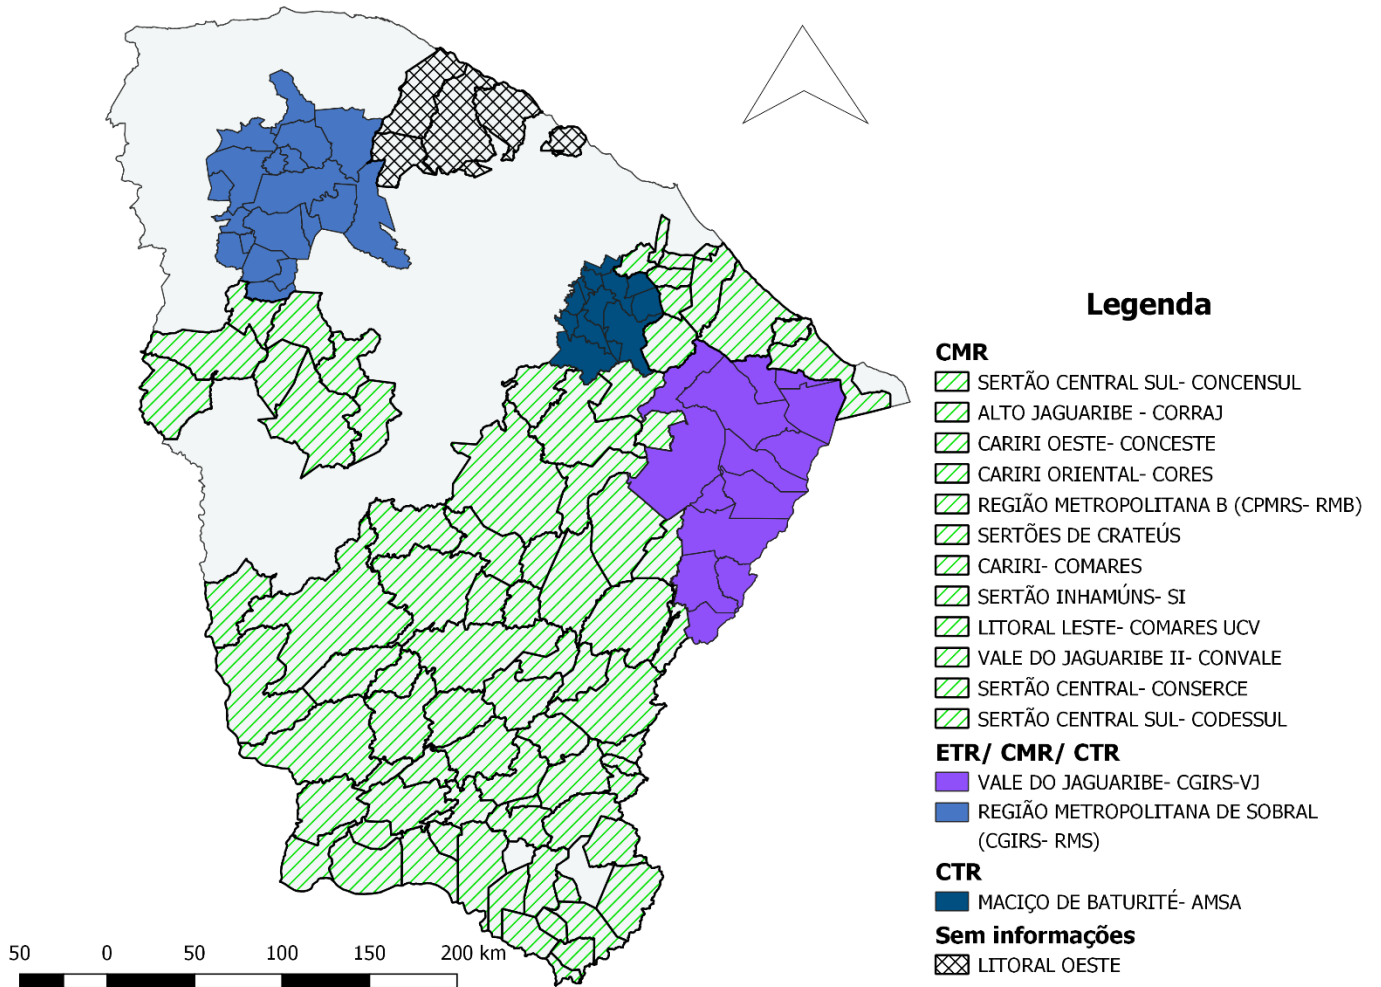 Legenda
CMR
SERTÃO CENTRAL SUL- CONCENSUL
ALTO JAGUARIBE - CORRAJ
CARIRI OESTE- CONCESTE
CARIRI ORIENTAL- CORES
REGIÃO METROPOLITANA B (CPMRS- RMB)
SERTÕES DE CRATEÚS
CARIRI- COMARES
SERTÃO INHAMÚNS- SI
LITORAL LESTE- COMARES UCV
VALE DO JAGUARIBE II- CONVALE
SERTÃO CENTRAL- CONSERCE
SERTÃO CENTRAL SUL- CODESSUL
ETR/ CMR/ CTR
VALE DO JAGUARIBE- CGIRS-VJ
REGIÃO METROPOLITANA DE SOBRAL
(CGIRS- RMS)
CTR
MACIÇO DE BATURITÉ- AMSA
Sem informações
LITORAL OESTE
50 0 50 100 150 200 km